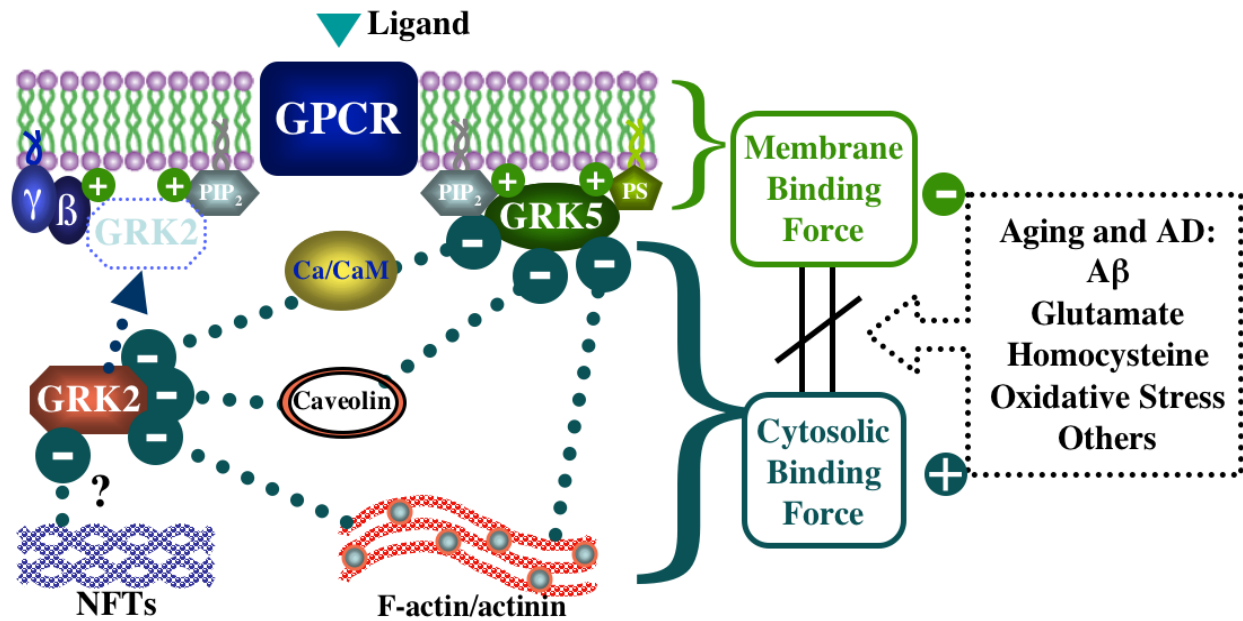 Ligand
GPCR
γ
ß
+
+
GRK2
PIP2
PIP2
+
+
GRK5
PS
-
-
-
Ca/CaM
GRK2
-
-
-
-
Caveolin
?
NFTs
F-actin/actinin
Membrane
Binding
Force
-
Cytosolic
Binding
Force
+
Aging and AD:
Aβ
Glutamate
Homocysteine
Oxidative Stress
Others